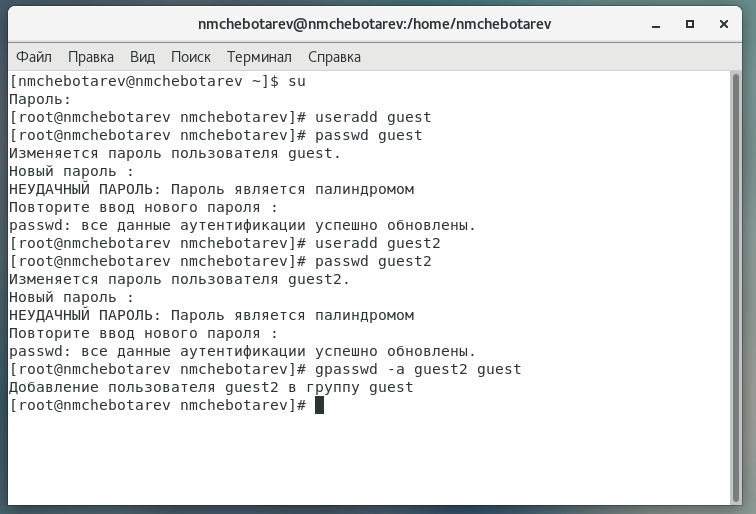 nmchebotarev@nmchebotarev:/home/nmchebotarev
Файл Правка Вид Поиск Терминал Справка
[nmchebotarev@nmchebotarev ~]$ su
Пароль:
[root@nmchebotarev nmchebotarev]# useradd guest
[root@nmchebotarev nmchebotarev]# passwd guest
Изменяется пароль пользователя guest.
Новый пароль :
НЕУДАЧНЫЙ ПАРОЛЬ: Пароль является палиндромом
Повторите ввод нового пароля :
passwd: все данные аутентификации успешно обновлены.
[root@nmchebotarev nmchebotarev]# useradd guest2
[root@nmchebotarev nmchebotarev]# passwd guest2
Изменяется пароль пользователя guest2.
Новый пароль :
НЕУДАЧНЫЙ ПАРОЛЬ: Пароль является палиндромом
Повторите ввод нового пароля :
passwd: все данные аутентификации успешно обновлены.
[root@nmchebotarev nmchebotarev]# gpasswd -a guest2 guest
Добавление пользователя guest2 в группу guest
[root@nmchebotarev nmchebotarev]#